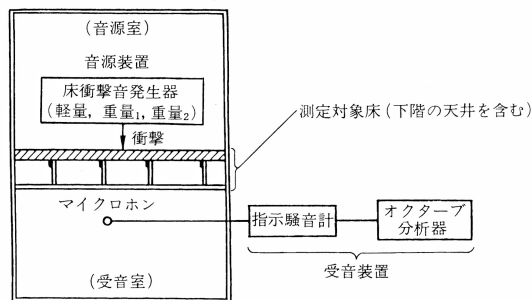 (音源室)
音源装置
床衝撃音発生器
(軽量, 重量₁, 重量₂)
衝撃
測定対象床(下階の天井を含む)
マイクロホン
指示騒音計
オクターブ
分析器
受音装置
(受音室)